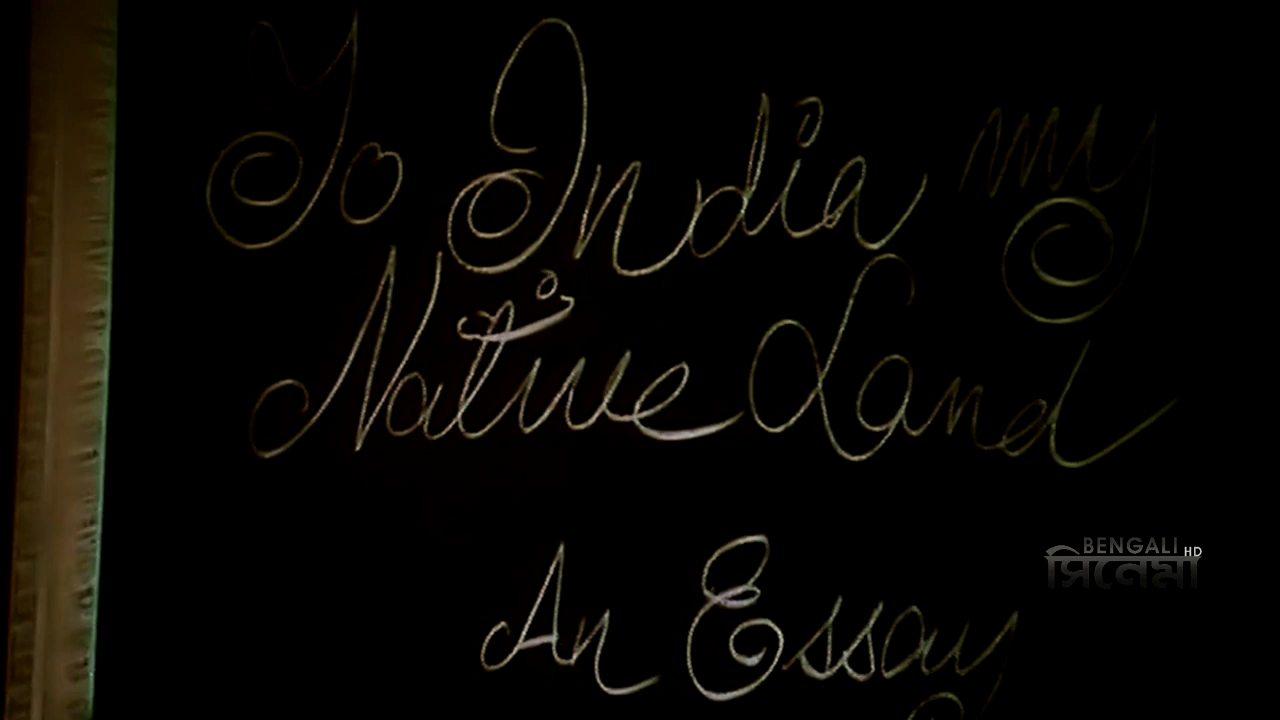 To India my
Native Land
An Essay
BENGALI HD
সিনেমা